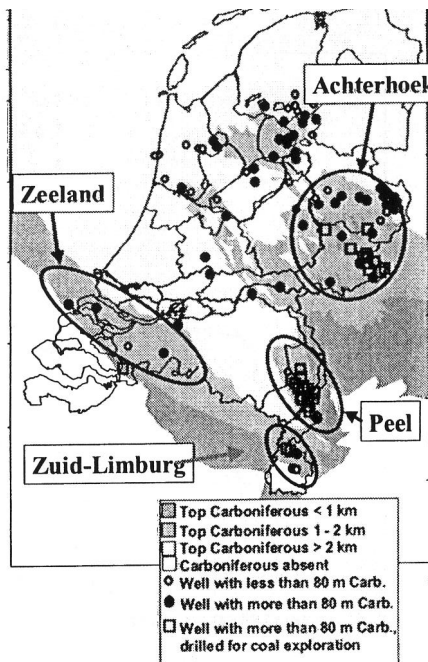 Achterhoek
Zeeland
Peel
Zuid-Limburg
Top Carboniferous < 1 km
Top Carboniferous 1 - 2 km
Top Carboniferous > 2 km
Carboniferous absent
Well with less than 80 m Carb.
Well with more than 80 m Carb.
Well with more than 80 m Carb.,
drilled for coal exploration